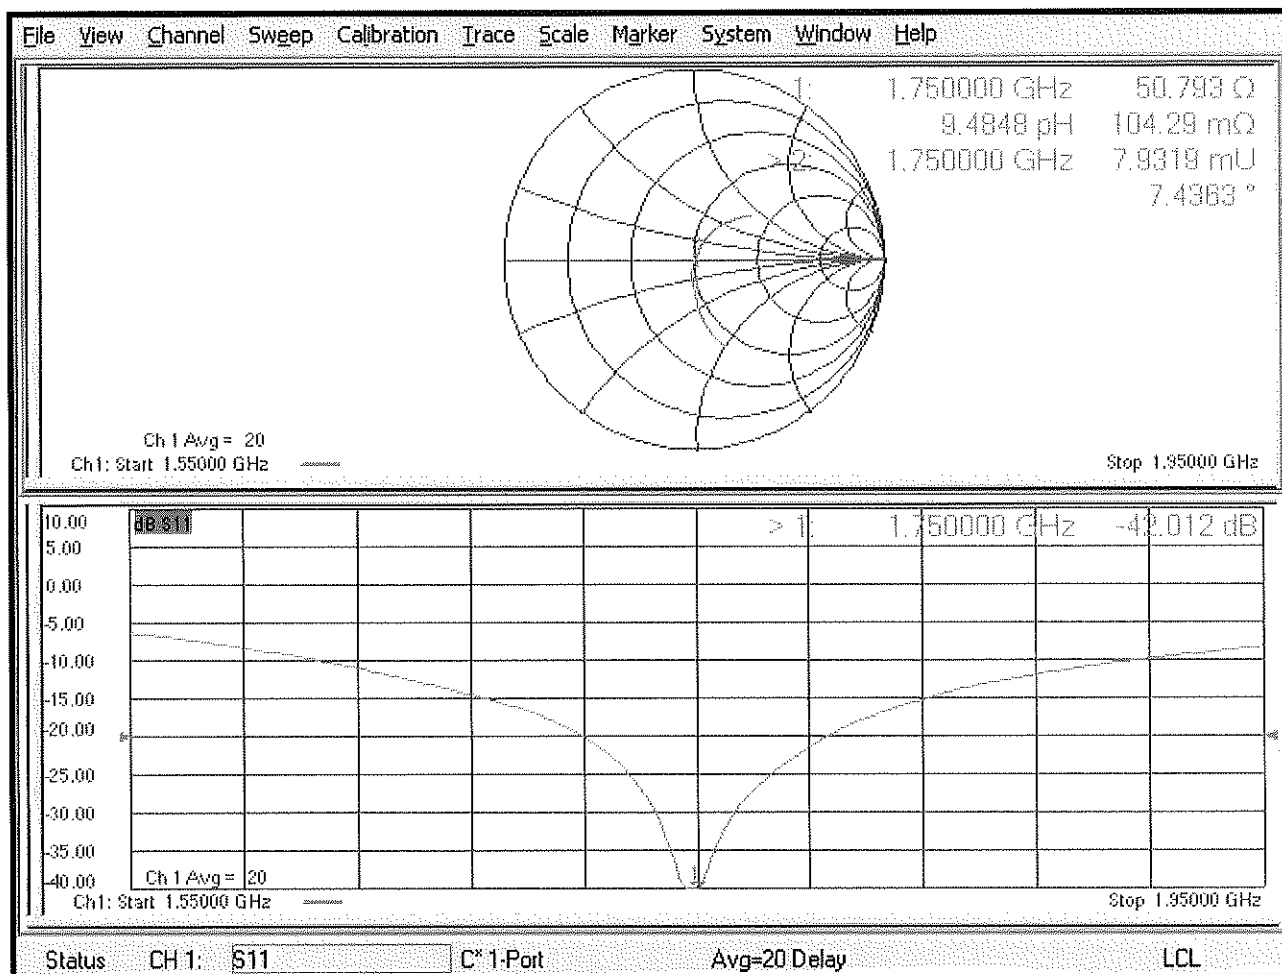 File View Channel Sweep Calibration Trace Scale Marker System Window Help
1: 1.750000 GHz 50.793 Ω
9.4848 pH 104.29 mΩ
> 2: 1.750000 GHz 7.9319 mU
7.4363 °
Ch 1 Avg = 20
Ch1: Start 1.55000 GHz Stop 1.95000 GHz
10.00 dB S11 > 1: 1.750000 GHz -42.012 dB
5.00
0.00
-5.00
-10.00
-15.00
-20.00
-25.00
-30.00
-35.00
-40.00 Ch 1 Avg = 20
1
Ch1: Start 1.55000 GHz Stop 1.95000 GHz
Status CH 1: S11 C* 1-Port Avg=20 Delay LCL